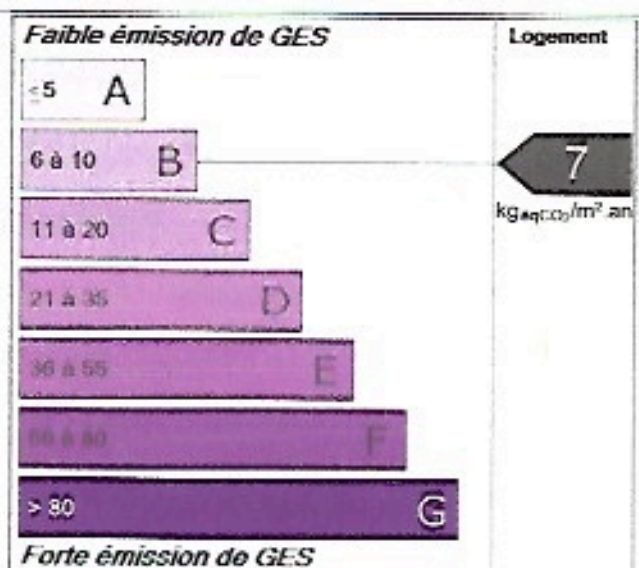 Faible émission de GES
Logement
≤5 A
6 à 10 B
7
kgéqCO₂/m².an
11 à 20 C
21 à 35 D
36 à 55 E
56 à 80 F
> 80 G
Forte émission de GES